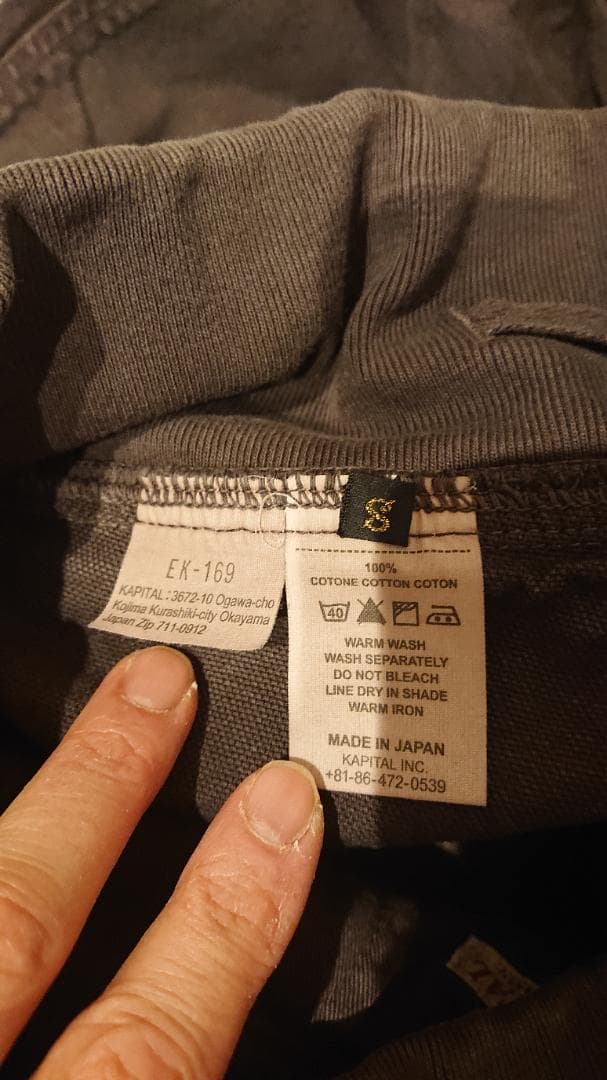 S
EK-169
KAPITAL:3672-10 Ogawa-cho
Kojima Kurashiki-city Okayama
Japan Zip 711-0912
100%
COTONE COTTON COTON
40
WARM WASH
WASH SEPARATELY
DO NOT BLEACH
LINE DRY IN SHADE
WARM IRON
MADE IN JAPAN
KAPITAL INC.
+81-86-472-0539